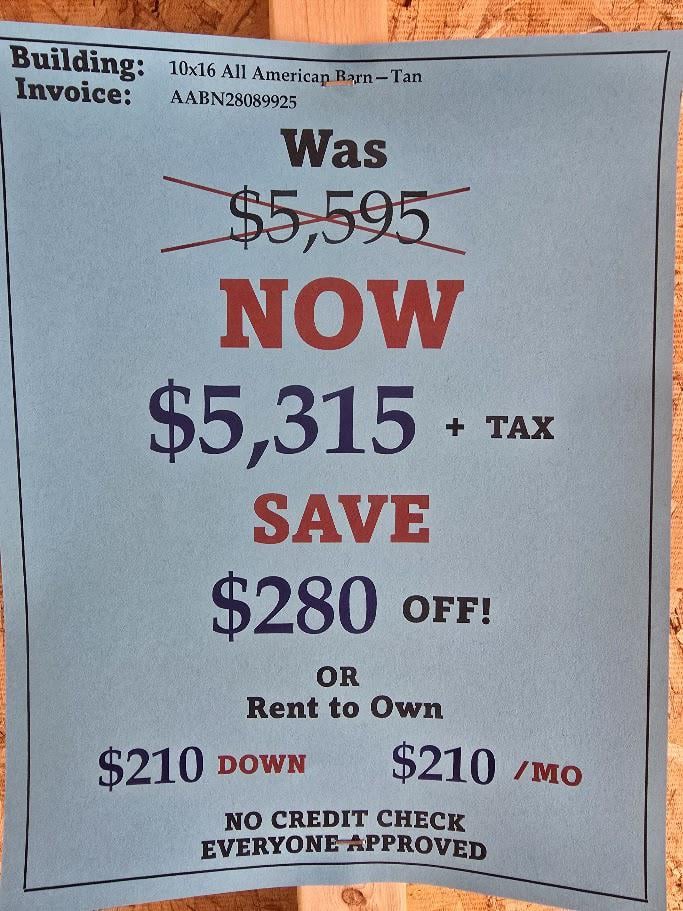 Building: 10x16 All American Barn—Tan
Invoice: AABN28089925
Was
$5,595
NOW
$5,315 + TAX
SAVE
$280 OFF!
OR
Rent to Own
$210 DOWN $210 /MO
NO CREDIT CHECK
EVERYONE APPROVED